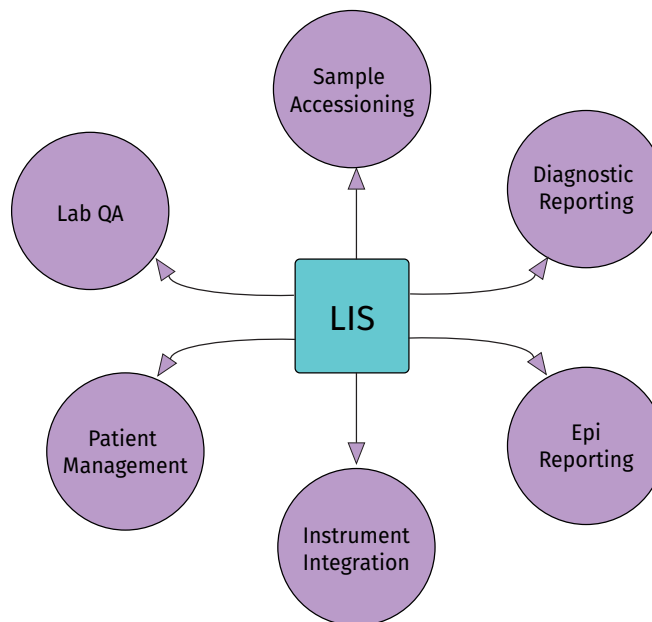 Sample
Accessioning
Diagnostic
Reporting
Lab QA
LIS
Patient
Management
Epi
Reporting
Instrument
Integration